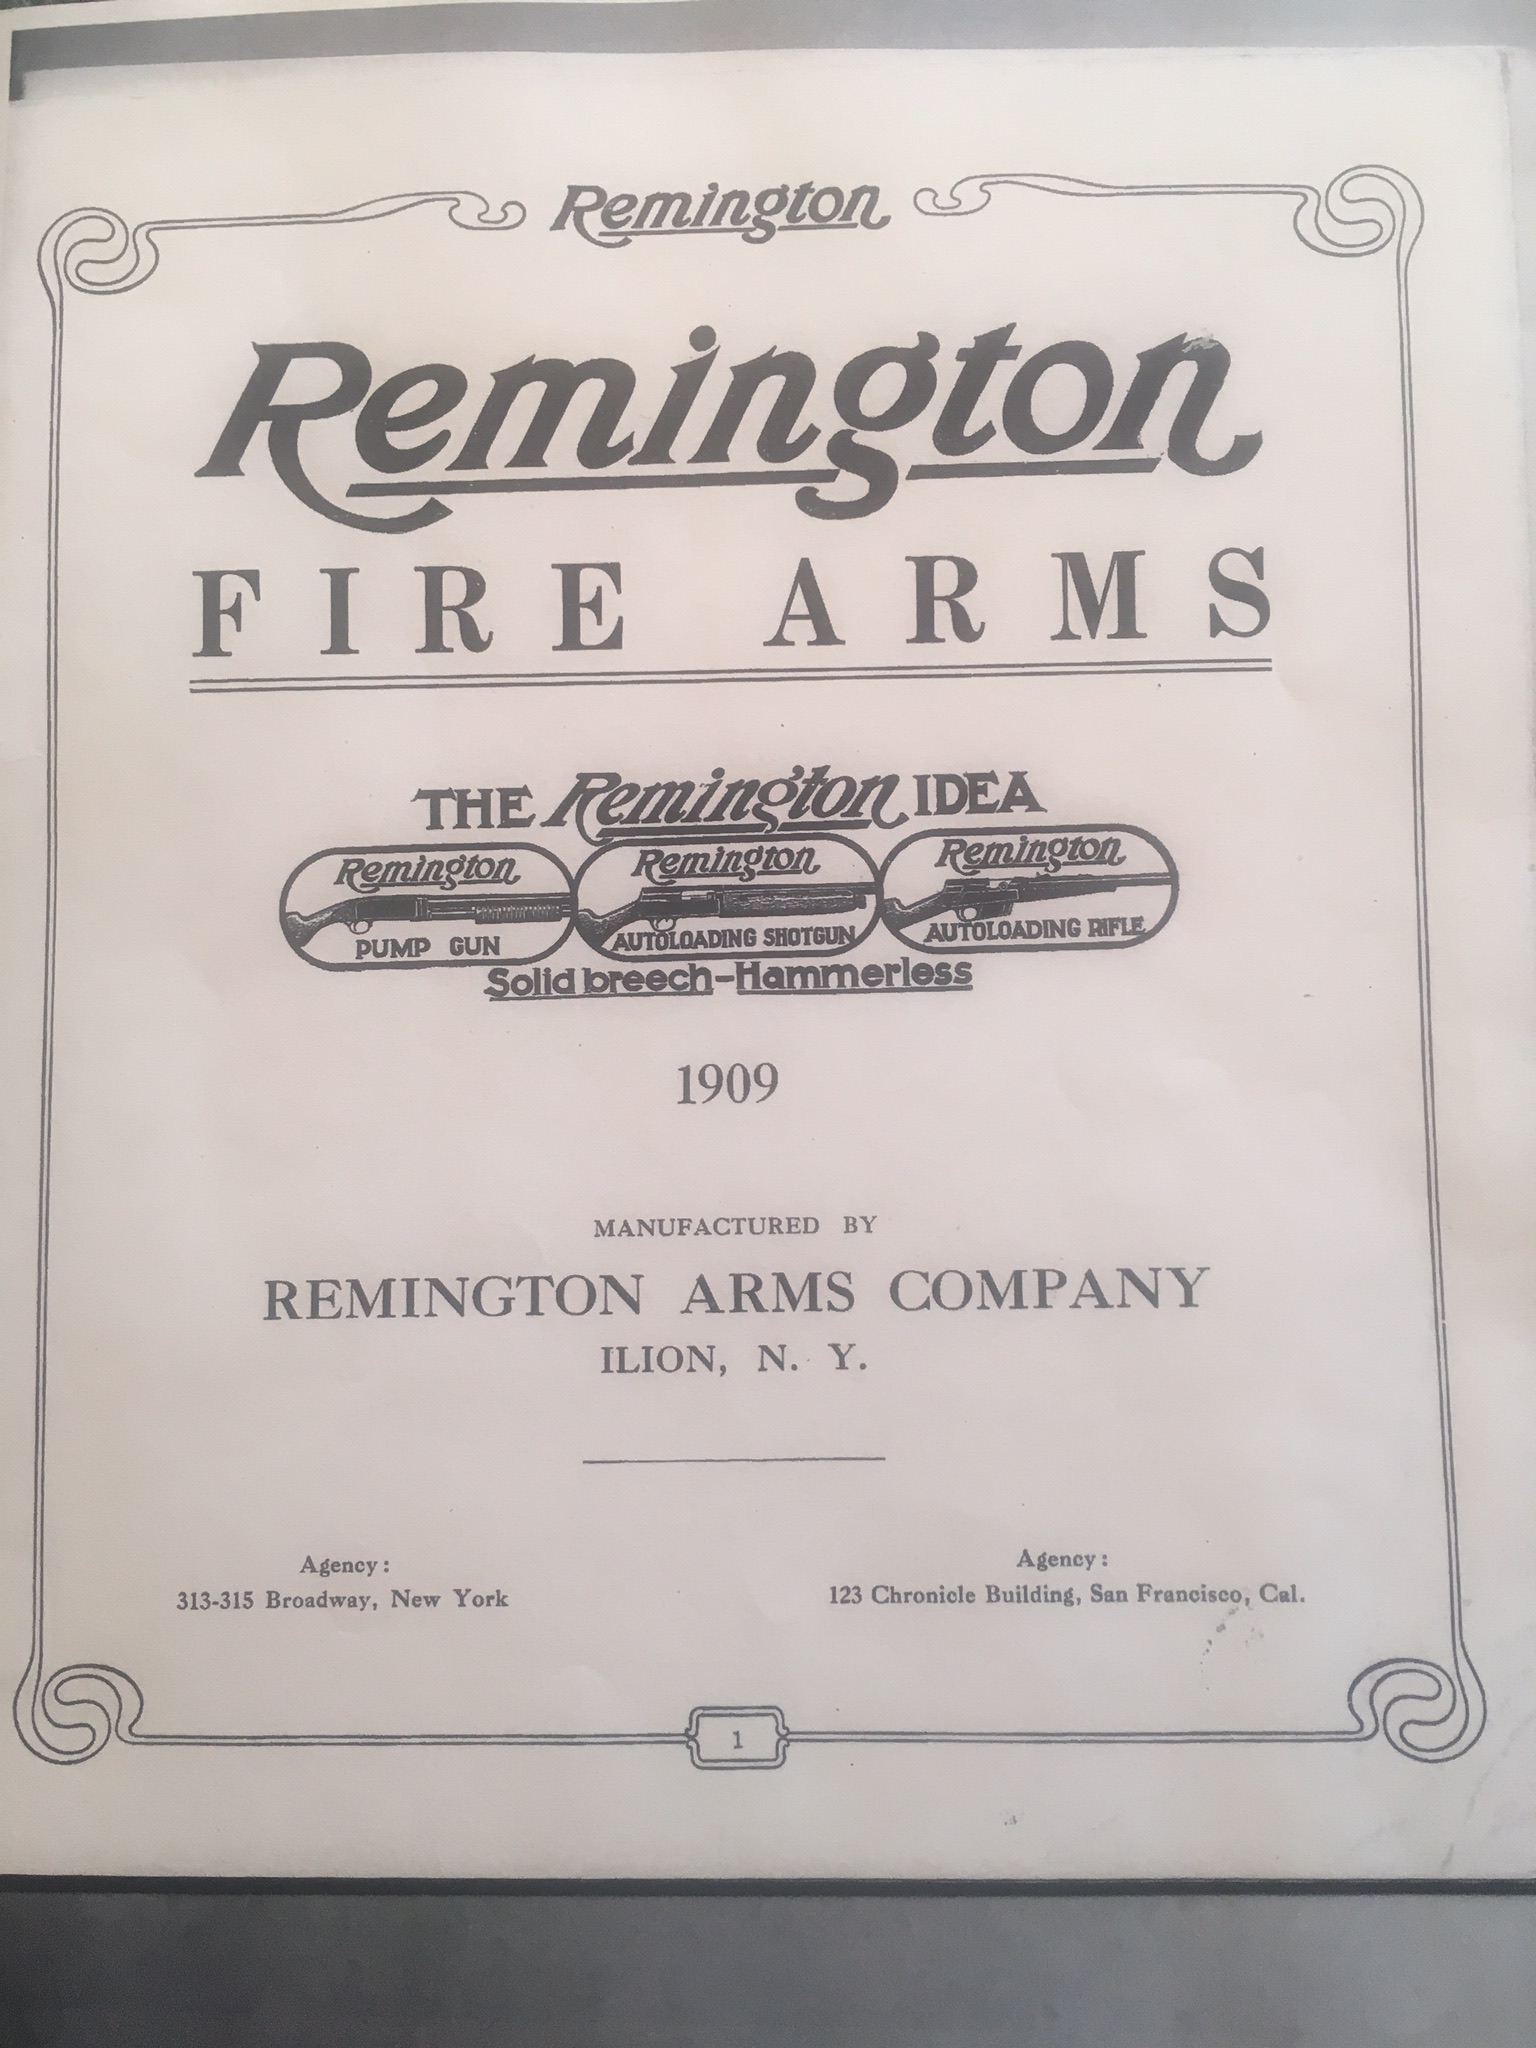 Remington
Remington
FIRE ARMS
THE Remington IDEA
Remington
PUMP GUN
Remington
AUTOLOADING SHOTGUN
Remington
AUTOLOADING RIFLE
Solid breech-Hammerless
1909
MANUFACTURED BY
REMINGTON ARMS COMPANY
ILION, N. Y.
Agency:
313-315 Broadway, New York
Agency:
123 Chronicle Building, San Francisco, Cal.
1